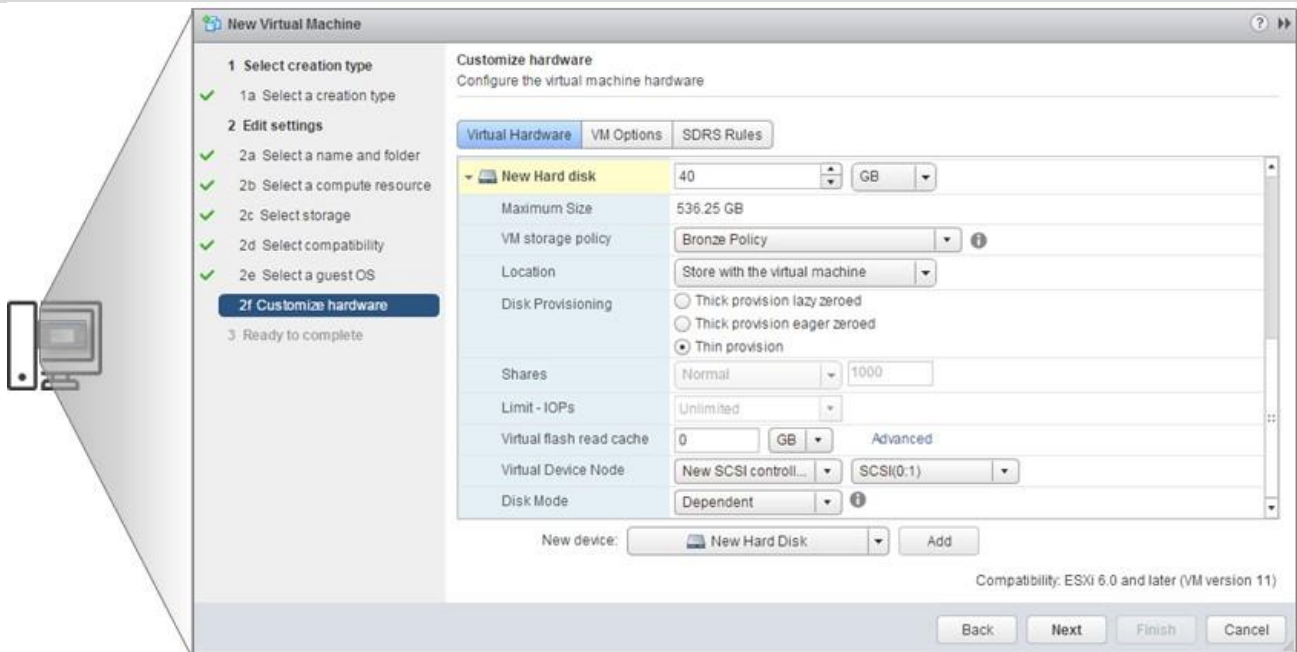 New Virtual Machine
1 Select creation type
1a Select a creation type
2 Edit settings
2a Select a name and folder
2b Select a compute resource
2c Select storage
2d Select compatibility
2e Select a guest OS
2f Customize hardware
3 Ready to complete
Customize hardware
Configure the virtual machine hardware
Virtual Hardware VM Options SDRS Rules
New Hard disk 40 GB
Maximum Size 536.25 GB
VM storage policy Bronze Policy
Location Store with the virtual machine
Disk Provisioning Thick provision lazy zeroed
Thick provision eager zeroed
Thin provision
Shares Normal 1000
Limit - IOPs Unlimited
Virtual flash read cache 0 GB Advanced
Virtual Device Node New SCSI controll... SCSI(0:1)
Disk Mode Dependent
New device: New Hard Disk Add
Compatibility: ESXi 6.0 and later (VM version 11)
Back Next Finish Cancel